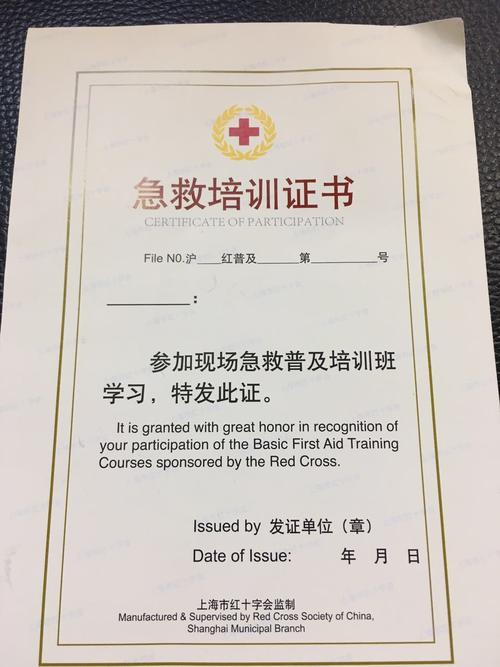 急救培训证书
CERTIFICATE OF PARTICIPATION
File N0.沪____红普及______第__________号
____________：
参加现场急救普及培训班
学习，特发此证。
It is granted with great honor in recognition of
your participation of the Basic First Aid Training
Courses sponsored by the Red Cross.
Issued by 发证单位（章）
Date of Issue: 年 月 日
上海市红十字会监制
Manufactured & Supervised by Red Cross Society of China,
Shanghai Municipal Branch